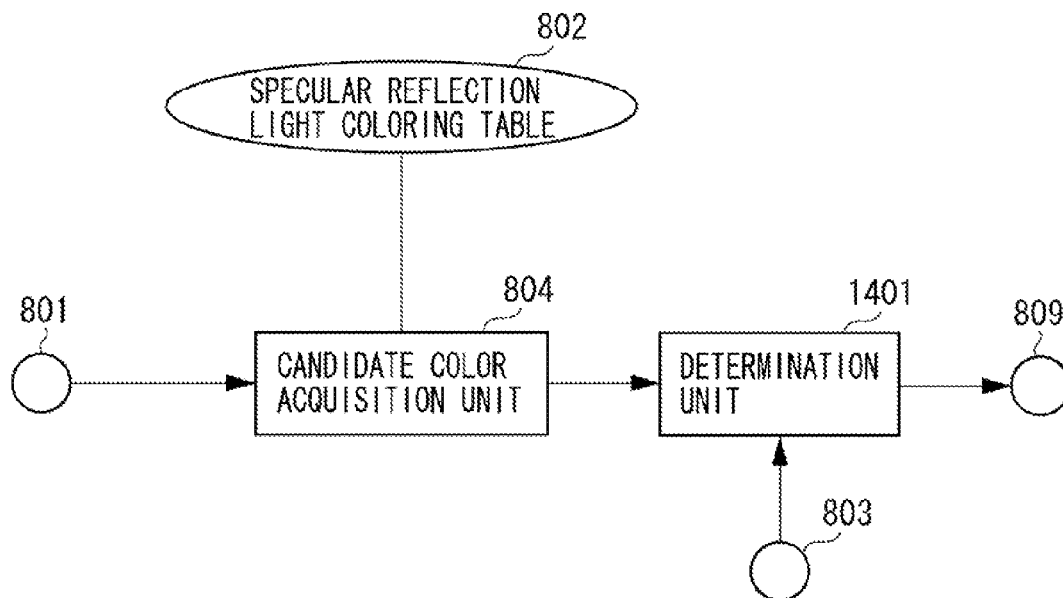 802
SPECULAR REFLECTION
LIGHT COLORING TABLE
801
804
1401
809
CANDIDATE COLOR
ACQUISITION UNIT
DETERMINATION
UNIT
803